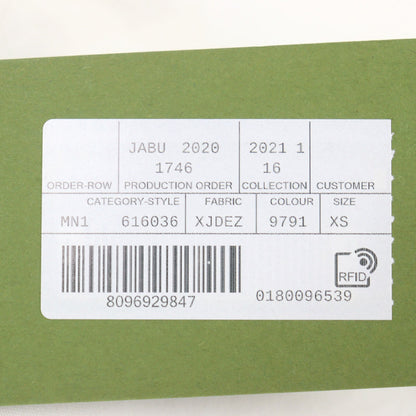 JABU 2020 2021 1
1746 16
ORDER-ROW PRODUCTION ORDER COLLECTION CUSTOMER
CATEGORY-STYLE FABRIC COLOUR SIZE
MN1 616036 XJDEZ 9791 XS
RFID
8096929847 0180096539